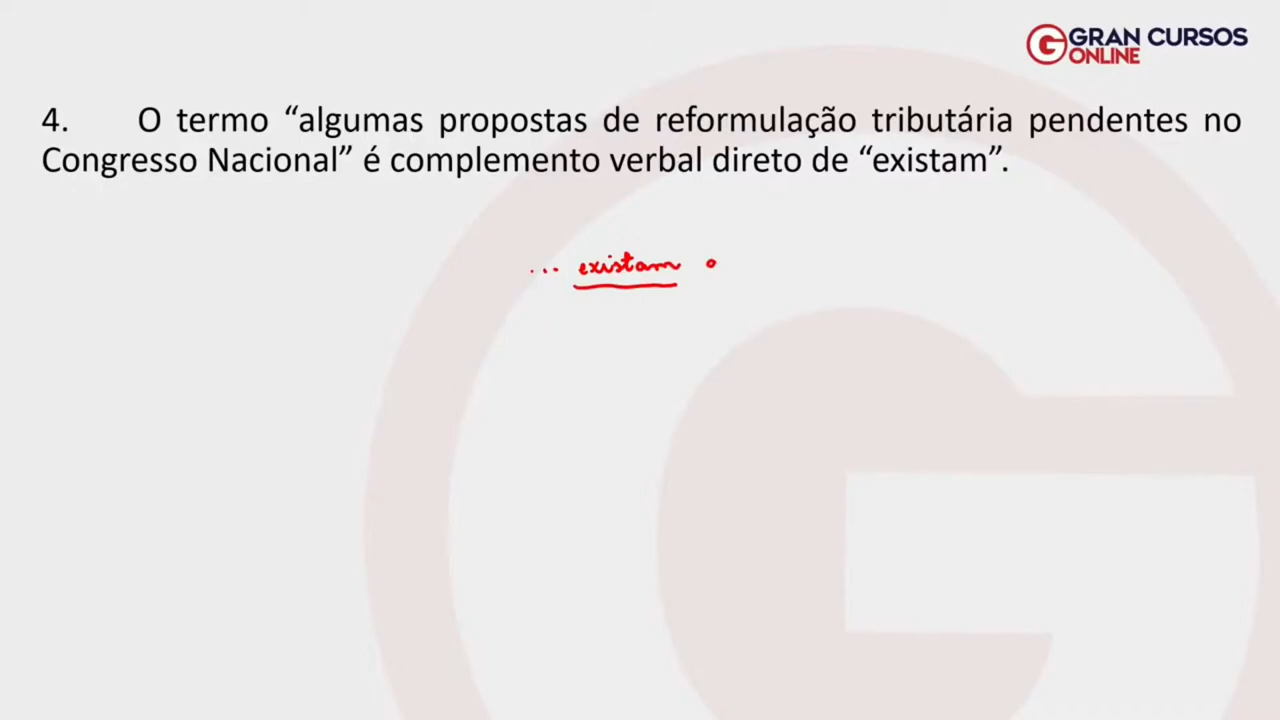 GRAN CURSOS
ONLINE
4. O termo “algumas propostas de reformulação tributária pendentes no
Congresso Nacional” é complemento verbal direto de “existam”.
... existam o